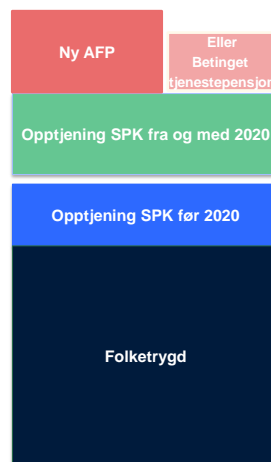 Ny AFP
Eller
Betinget
tjenestepensjon
Opptjening SPK fra og med 2020
Opptjening SPK før 2020
Folketrygd